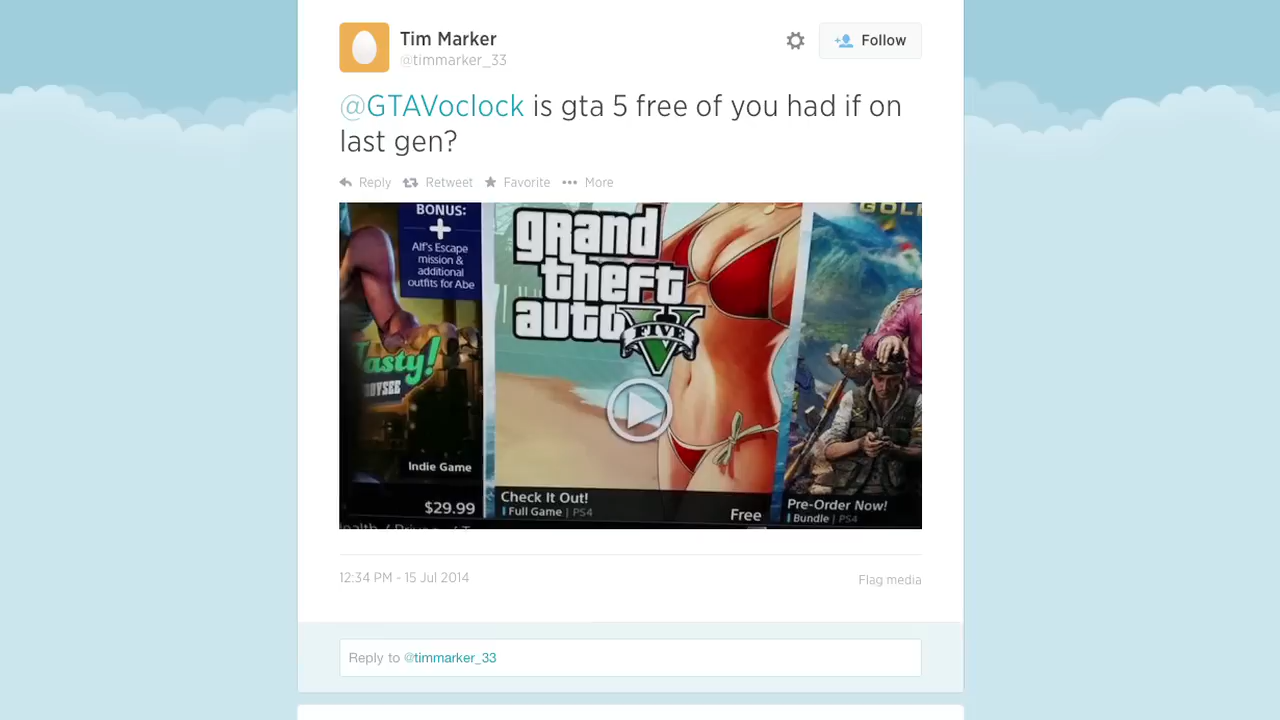 Tim Marker
@timmarker_33
Follow
@GTAVoclock is gta 5 free of you had if on
last gen?
Reply Retweet Favorite More
BONUS:
+
Alf's Escape
mission &
additional
outfits for Abe
grand
theft
auto
V
FIVE
GOL
Tasty!
Indie Game
$29.99
Check It Out!
Full Game | PS4
Free
Pre-Order Now!
Bundle | PS4
12:34 PM - 15 Jul 2014
Flag media
Reply to @timmarker_33